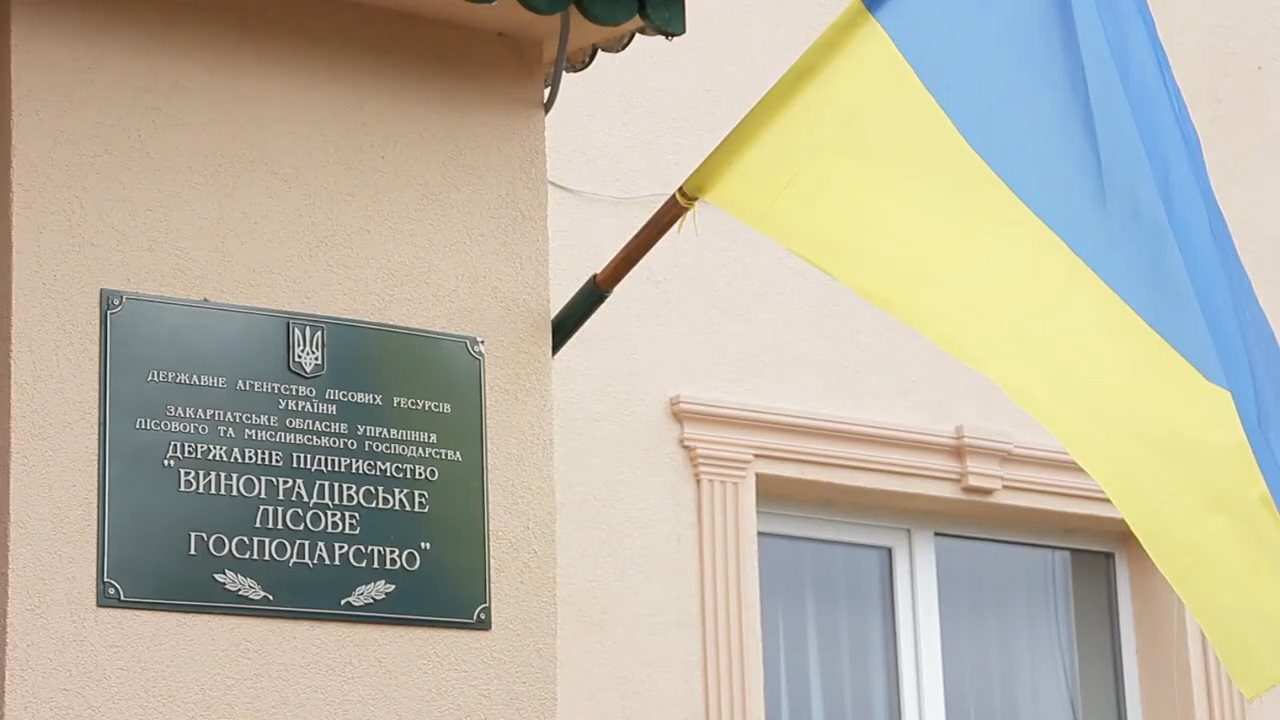 ДЕРЖАВНЕ АГЕНТСТВО ЛІСОВИХ РЕСУРСІВ
УКРАЇНИ
ЗАКАРПАТСЬКЕ ОБЛАСНЕ УПРАВЛІННЯ
ЛІСОВОГО ТА МИСЛИВСЬКОГО ГОСПОДАРСТВА
ДЕРЖАВНЕ ПІДПРИЄМСТВО
"ВИНОГРАДІВСЬКЕ
ЛІСОВЕ
ГОСПОДАРСТВО"